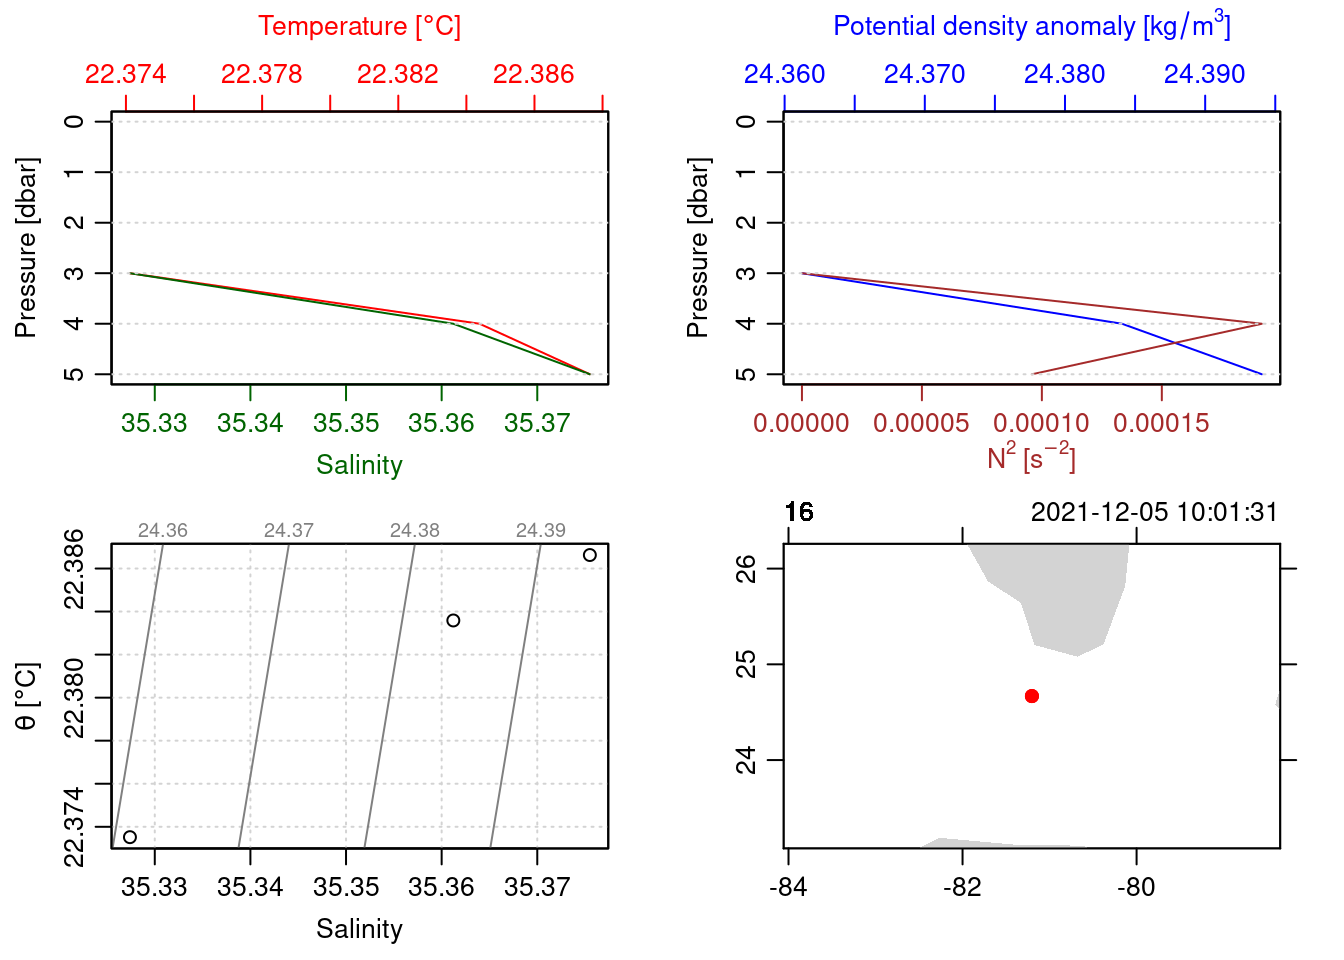 Temperature [°C]
22.374 22.378 22.382 22.386
Pressure [dbar]
0
1
2
3
4
5
35.33 35.34 35.35 35.36 35.37
Salinity
Potential density anomaly [kg/m³]
24.360 24.370 24.380 24.390
Pressure [dbar]
0
1
2
3
4
5
0.00000 0.00005 0.00010 0.00015
N² [s⁻²]
24.36 24.37 24.38 24.39
θ [°C]
22.386
22.380
22.374
35.33 35.34 35.35 35.36 35.37
Salinity
16 2021-12-05 10:01:31
26
25
24
-84 -82 -80